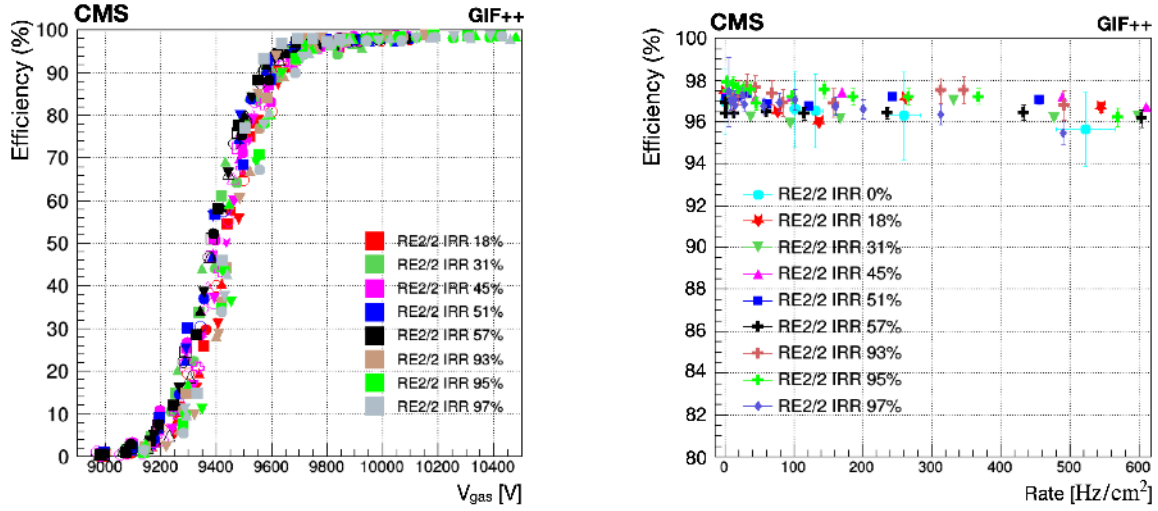 CMS
GIF++
Efficiency (%)
100
90
80
70
60
50
40
30
20
10
0
RE2/2 IRR 18%
RE2/2 IRR 31%
RE2/2 IRR 45%
RE2/2 IRR 51%
RE2/2 IRR 57%
RE2/2 IRR 93%
RE2/2 IRR 95%
RE2/2 IRR 97%
9000 9200 9400 9600 9800 10000 10200 10400
Vgas [V]
CMS
GIF++
Efficiency (%)
100
98
96
94
92
90
88
86
84
82
80
RE2/2 IRR 0%
RE2/2 IRR 18%
RE2/2 IRR 31%
RE2/2 IRR 45%
RE2/2 IRR 51%
RE2/2 IRR 57%
RE2/2 IRR 93%
RE2/2 IRR 95%
RE2/2 IRR 97%
0 100 200 300 400 500 600
Rate [Hz/cm²]